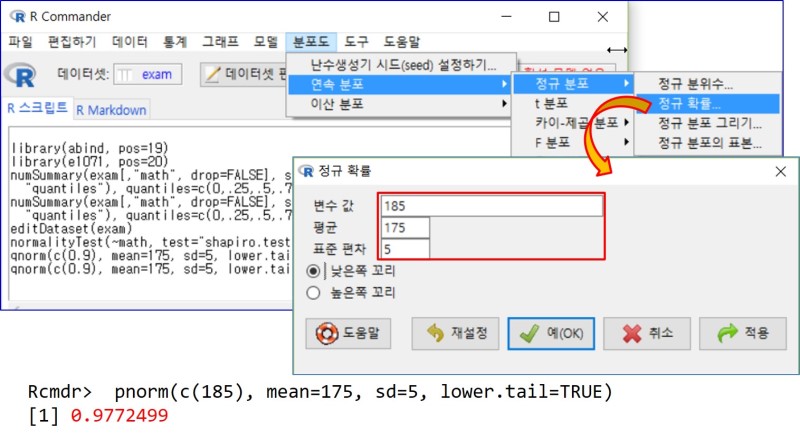 R Commander
파일 편집하기 데이터 통계 그래프 모델 분포도 도구 도움말
데이터셋: exam 데이터셋 편
난수생성기 시드(seed) 설정하기...
연속 분포
이산 분포
정규 분포
t 분포
카이-제곱 분포
F 분포
정규 분위수...
정규 확률...
정규 분포 그리기...
정규 분포의 표본...
R 스크립트 R Markdown
library(abind, pos=19)
library(e1071, pos=20)
numSummary(exam[,"math", drop=FALSE], s
"quantiles"), quantiles=c(0,.25,.5,.7
numSummary(exam[,"math", drop=FALSE], s
"quantiles"), quantiles=c(0,.25,.5,.7
editDataset(exam)
normalityTest(~math, test="shapiro.test
qnorm(c(0.9), mean=175, sd=5, lower.tail
qnorm(c(0.9), mean=175, sd=5, lower.tail
정규 확률
변수 값 185
평균 175
표준 편차 5
낮은쪽 꼬리
높은쪽 꼬리
도움말 재설정 예(OK) 취소 적용
Rcmdr> pnorm(c(185), mean=175, sd=5, lower.tail=TRUE)
[1] 0.9772499